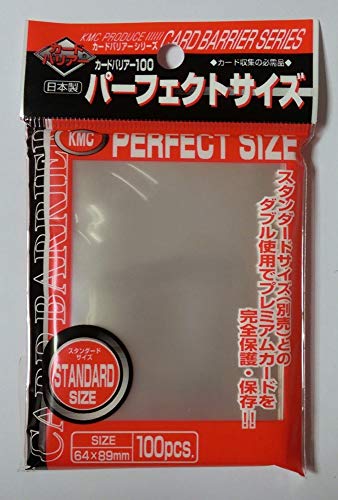 KMC PRODUCE /////
CARD BARRIER SERIES
カードバリアーシリーズ
カード
バリアー
カードバリアー100
◆カード収集の必需品◆
日本製
パーフェクトサイズ
KMC
PERFECT SIZE
スタンダードサイズ(別売)との
ダブル使用でプレミアムカードを
完全保護・保存!!
CARD BARRIER
スタンダード
サイズ
STANDARD
SIZE
SIZE
64×89mm
100pcs.